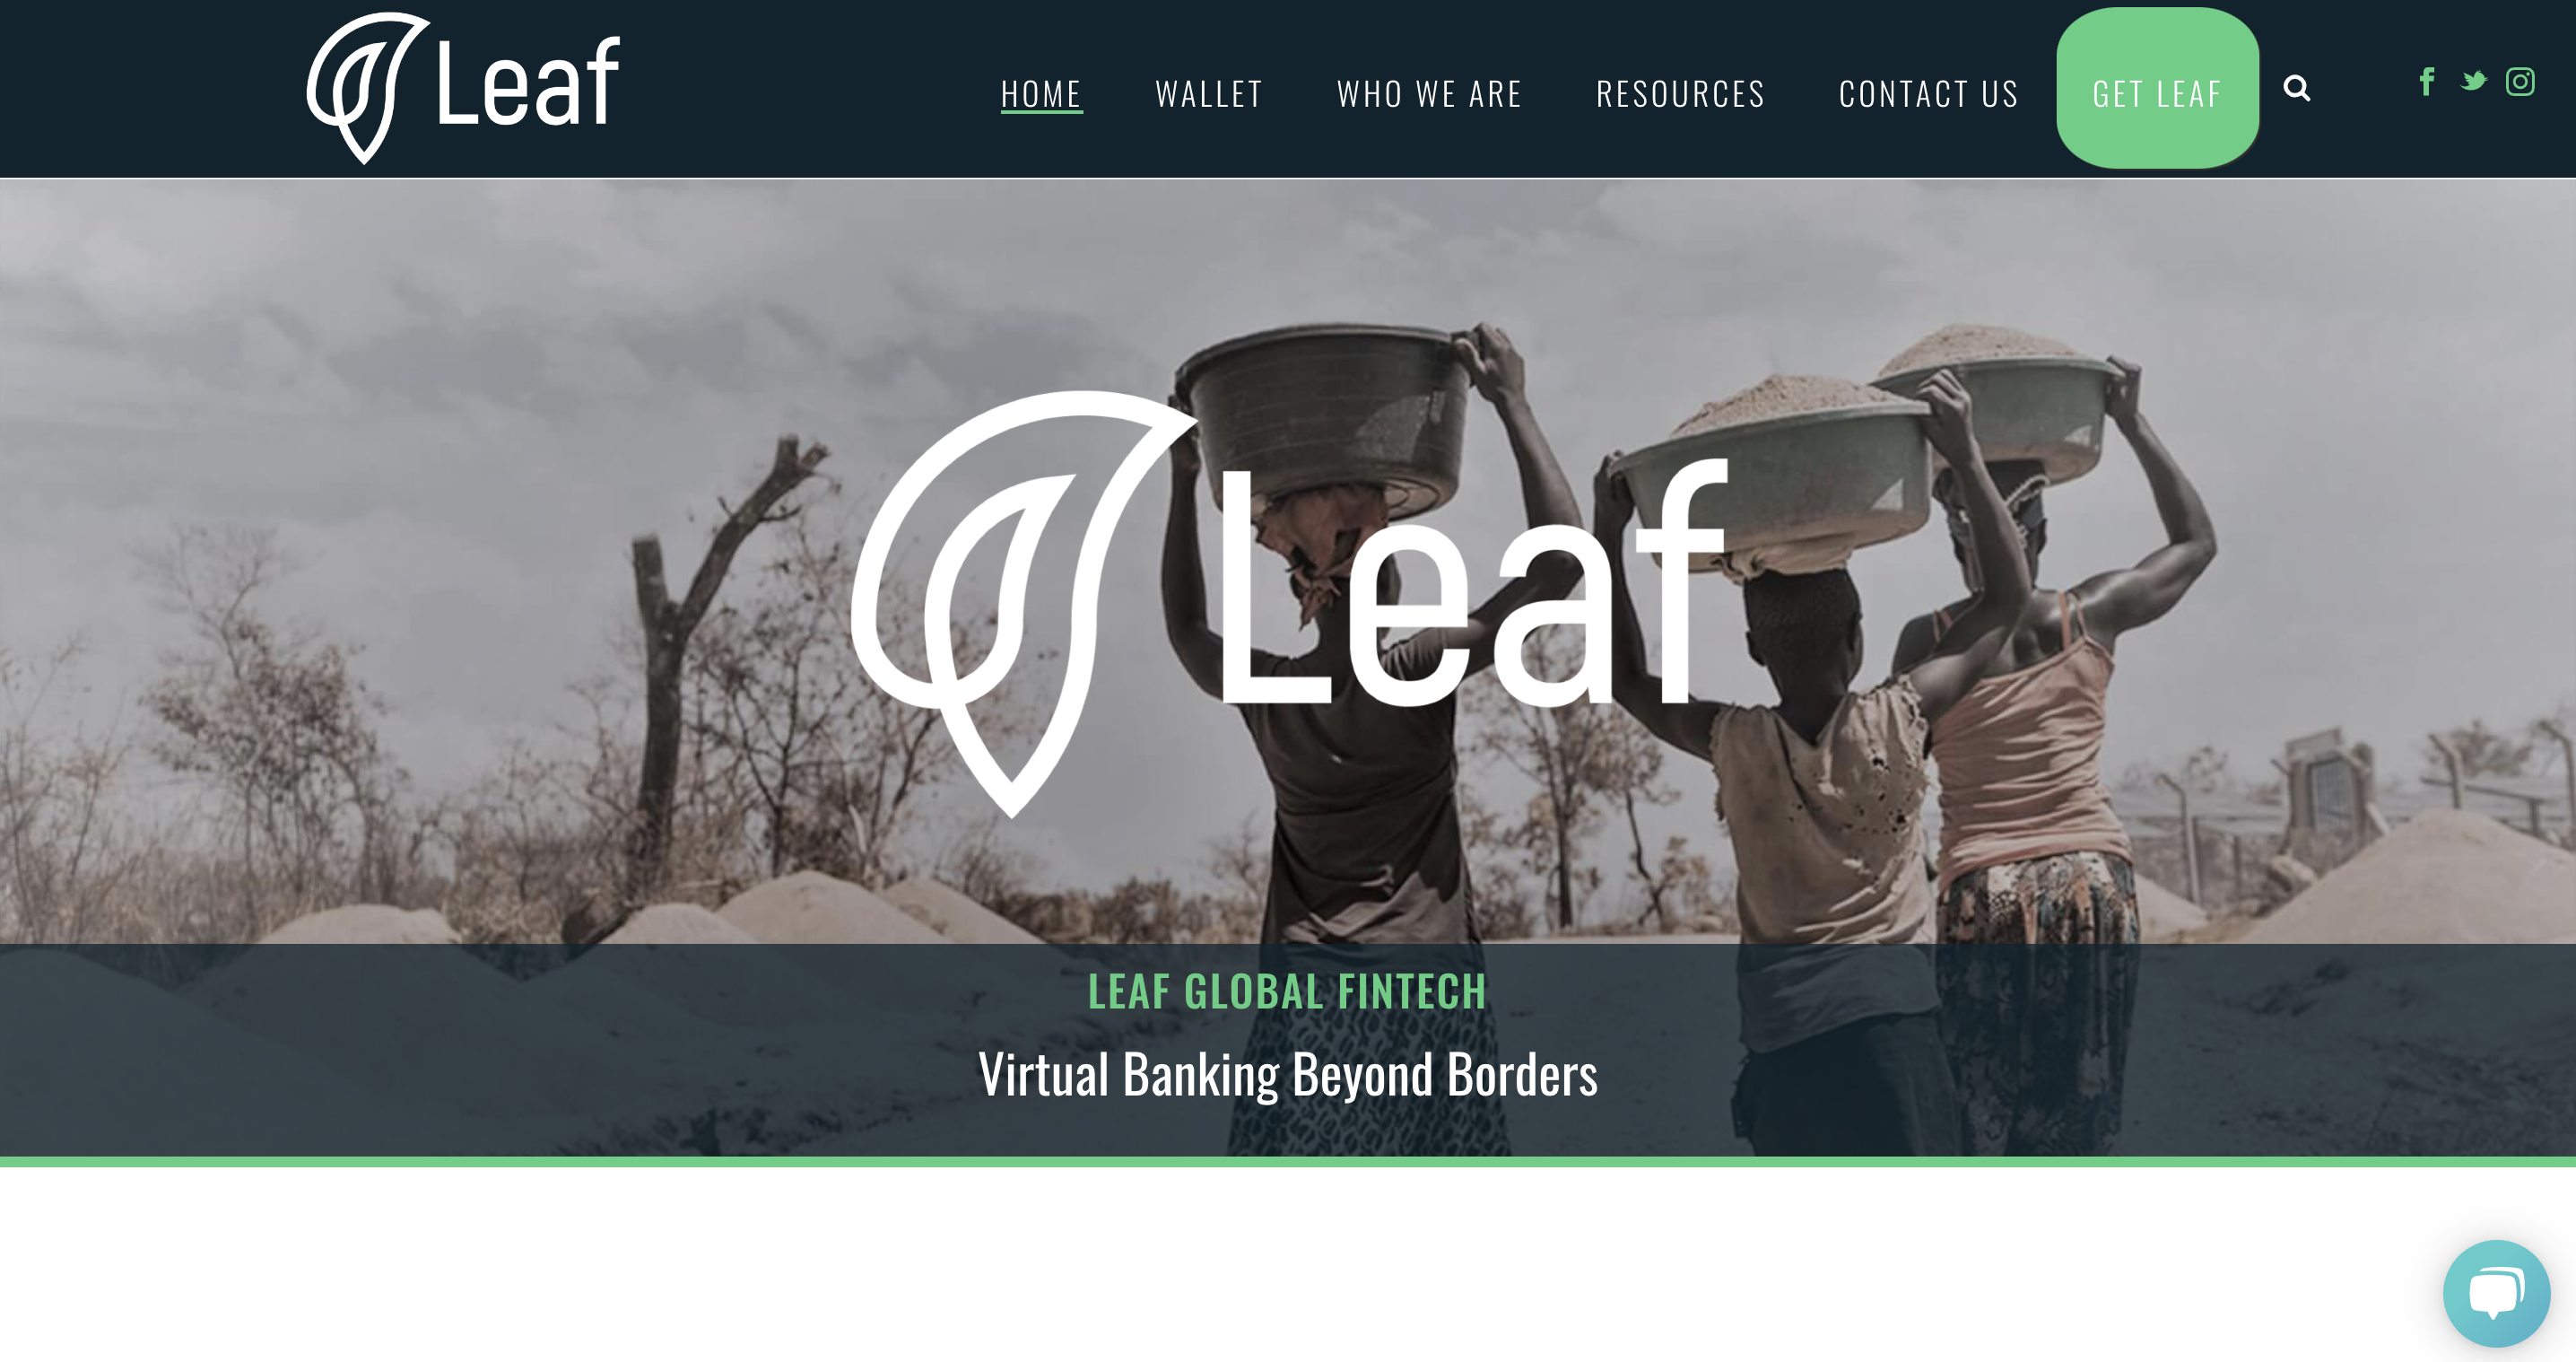 Leaf
HOME WALLET WHO WE ARE RESOURCES CONTACT US GET LEAF
Leaf
LEAF GLOBAL FINTECH
Virtual Banking Beyond Borders